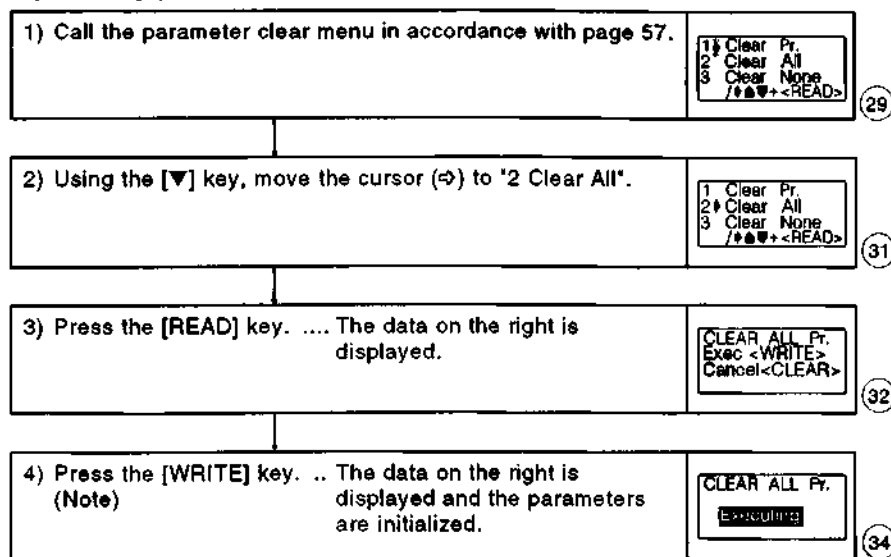 1) Call the parameter clear menu in accordance with page 57.
1 Clear Pr.
2 Clear All
3 Clear None
/♦▲▼+<READ>
29
2) Using the [▼] key, move the cursor (⇨) to "2 Clear All".
1 Clear Pr.
2♦Clear All
3 Clear None
/♦▲▼+<READ>
31
3) Press the [READ] key. .... The data on the right is
displayed.
CLEAR ALL Pr.
Exec <WRITE>
Cancel<CLEAR>
32
4) Press the [WRITE] key. .. The data on the right is
(Note) displayed and the parameters
are initialized.
CLEAR ALL Pr.
Executing
34